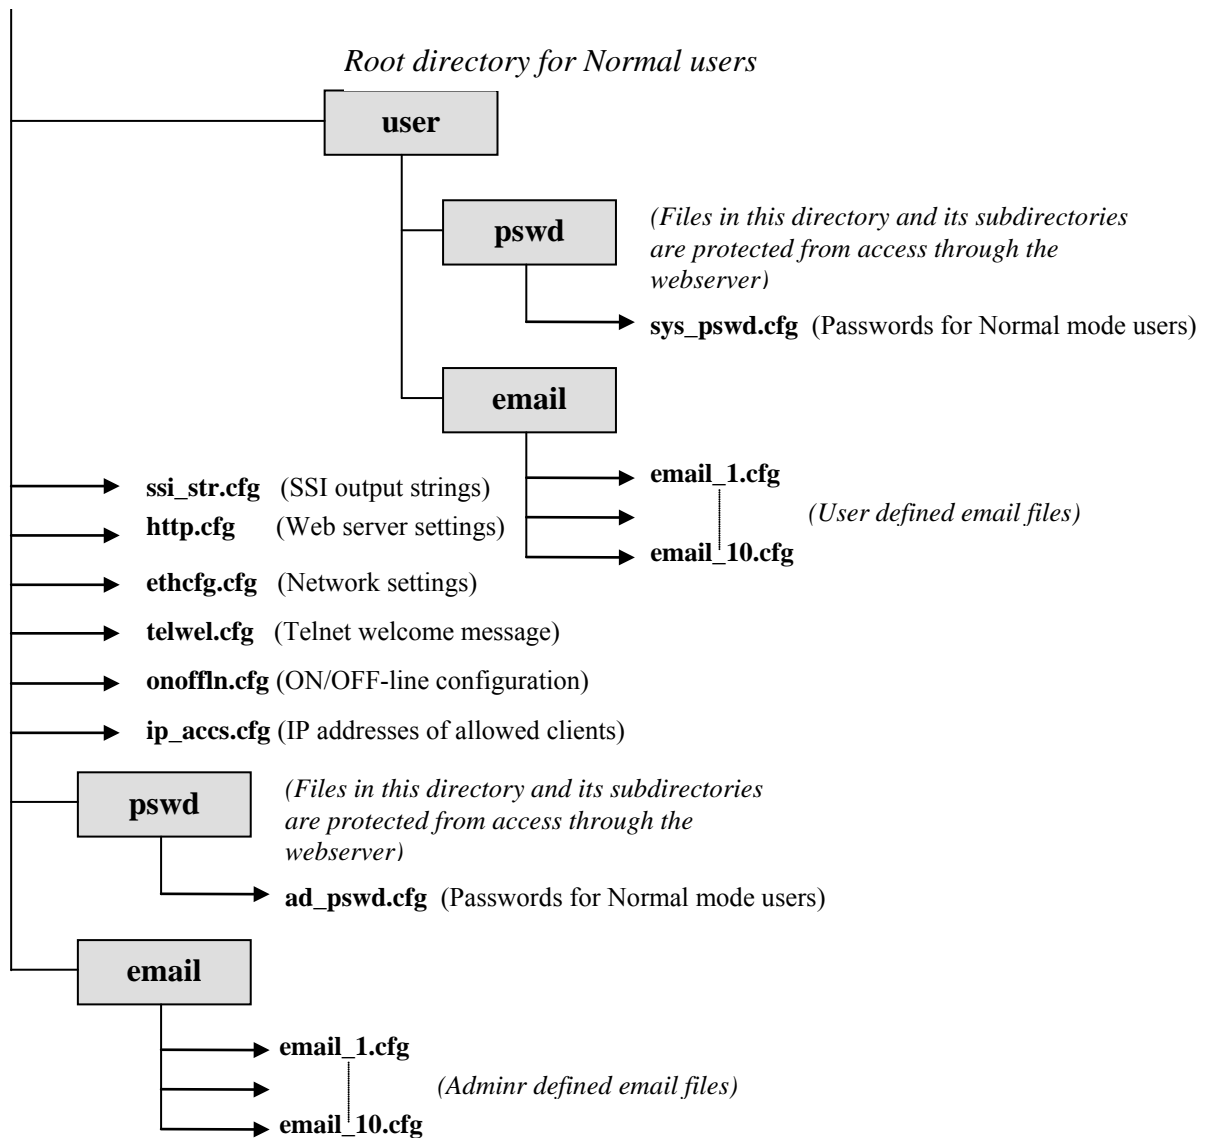 Root directory for Normal users
user
pswd
(Files in this directory and its subdirectories
are protected from access through the
webserver)
sys_pswd.cfg (Passwords for Normal mode users)
email
email_1.cfg
(User defined email files)
email_10.cfg
ssi_str.cfg (SSI output strings)
http.cfg (Web server settings)
ethcfg.cfg (Network settings)
telwel.cfg (Telnet welcome message)
onoffln.cfg (ON/OFF-line configuration)
ip_accs.cfg (IP addresses of allowed clients)
pswd
(Files in this directory and its subdirectories
are protected from access through the
webserver)
ad_pswd.cfg (Passwords for Normal mode users)
email
email_1.cfg
(Adminr defined email files)
email_10.cfg